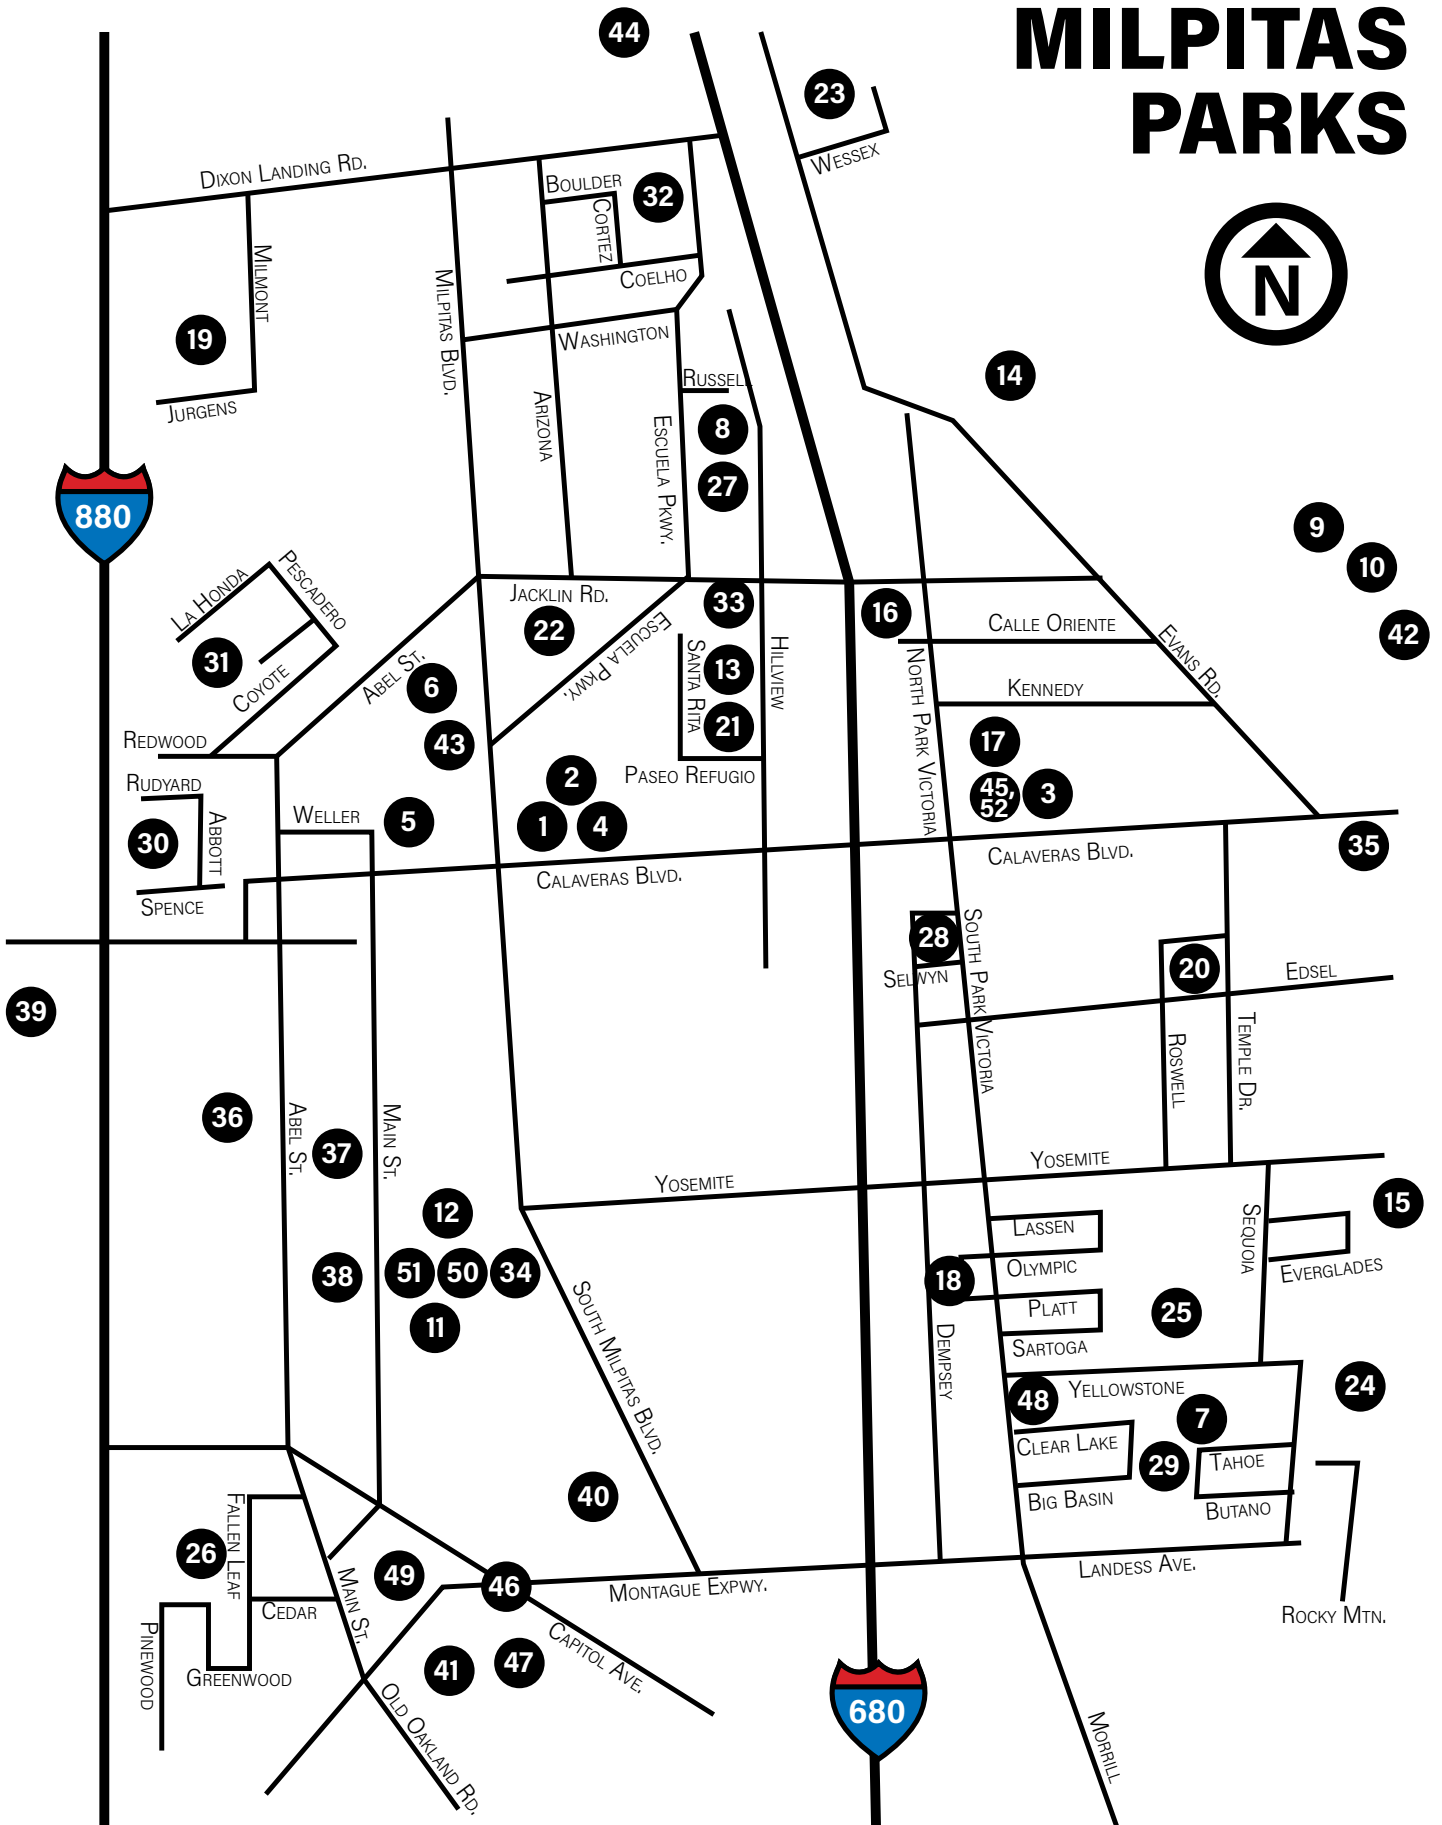 MILPITAS
PARKS
44
23
WESSEX
DIXON LANDING RD.
BOULDER
32
CORTEZ
COELHO
MILMONT
MILPITAS BLVD.
N
19
WASHINGTON
JURGENS
RUSSELL
14
ARIZONA
ESCUELA PKWY.
8
27
880
9
10
LA HONDA
PESCADERO
JACKLIN RD.
33
16
22
ESCUELA PKWY.
CALLE ORIENTE
EVANS RD.
42
31
COYOTE
ABEL ST.
6
SANTA RITA
13
HILLVIEW
NORTH PARK VICTORIA
KENNEDY
21
43
17
REDWOOD
PASEO REFUGIO
RUDYARD
2
45,
52
3
30
ABBOTT
WELLER
5
1
4
35
CALAVERAS BLVD.
CALAVERAS BLVD.
SPENCE
28
SOUTH PARK VICTORIA
SELWYN
20
EDSEL
39
ROSWELL
TEMPLE DR.
36
ABEL ST.
37
MAIN ST.
YOSEMITE
YOSEMITE
12
15
LASSEN
SEQUOIA
OLYMPIC
EVERGLADES
38
51
50
34
18
PLATT
25
11
SOUTH MILPITAS BLVD.
DEMPSEY
SARTOGA
48
YELLOWSTONE
24
7
CLEAR LAKE
29
TAHOE
BIG BASIN
BUTANO
40
FALLEN LEAF
26
MAIN ST.
49
46
MONTAGUE EXPWY.
LANDESS AVE.
CEDAR
ROCKY MTN.
PINEWOOD
GREENWOOD
41
47
CAPITOL AVE.
OLD OAKLAND RD.
680
MORRILL